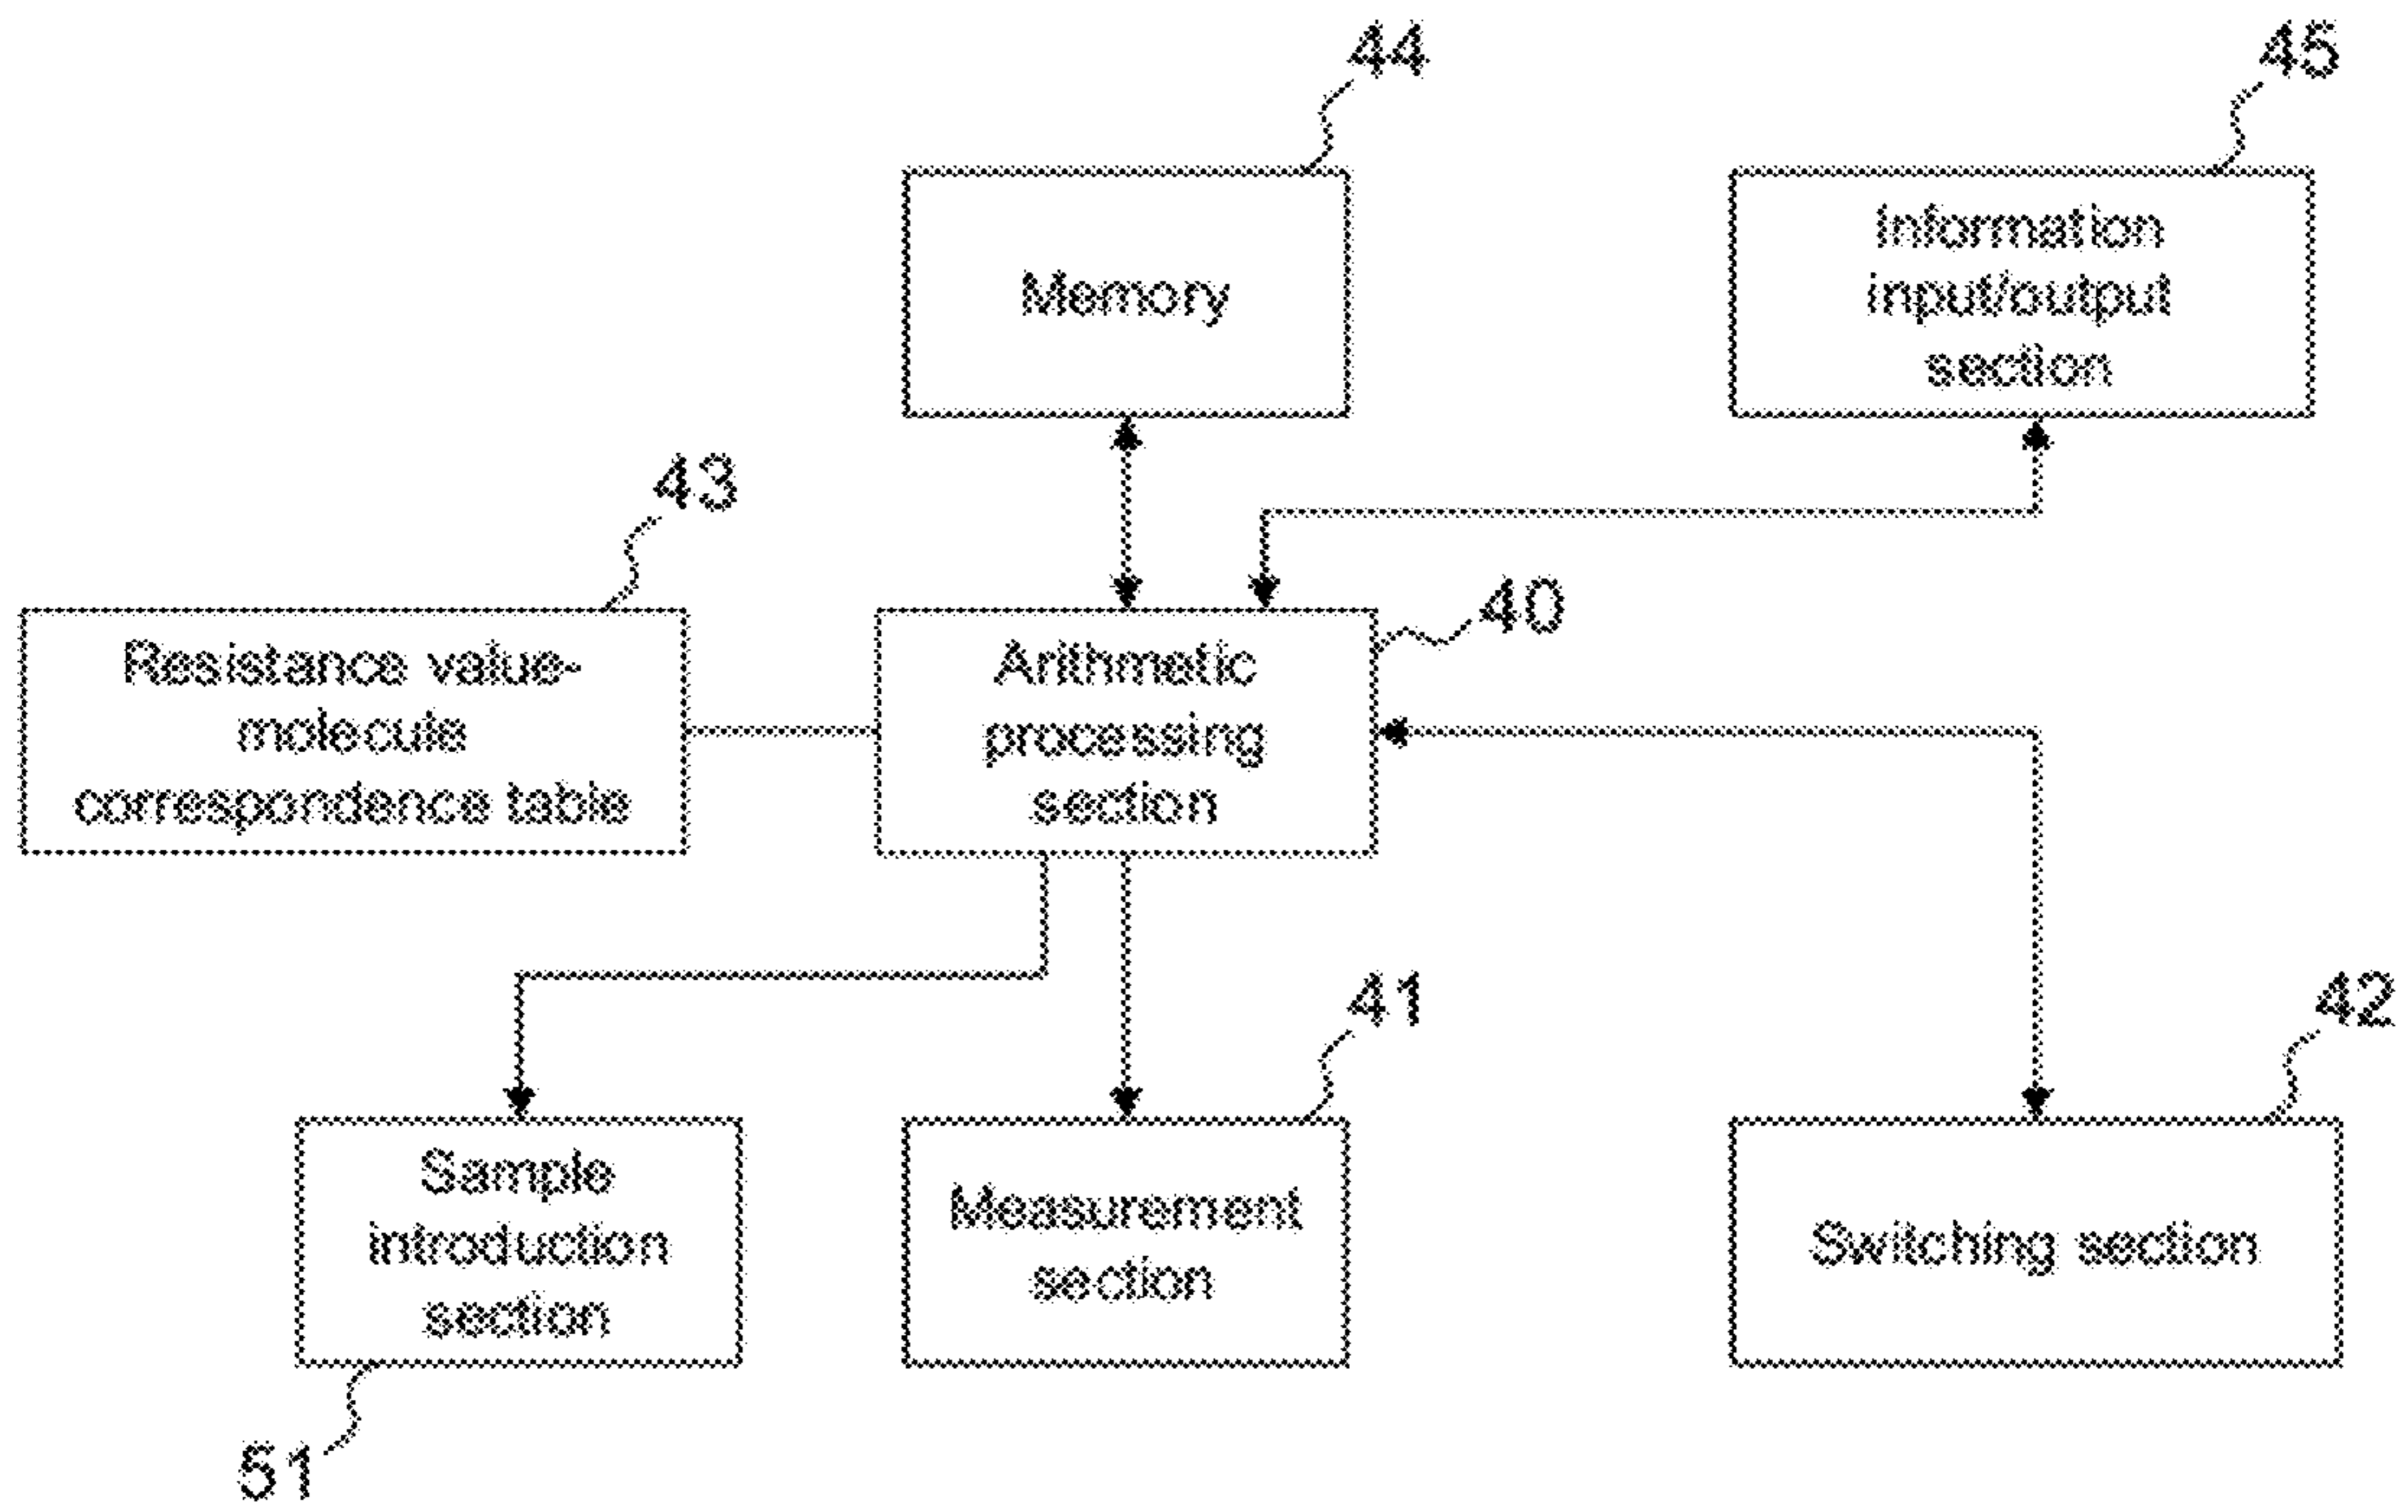 44
45
Memory
Information
input/output
section
43
40
Resistance value-
molecule
correspondence table
Arithmetic
processing
section
41
42
Sample
introduction
section
Measurement
section
Switching section
51